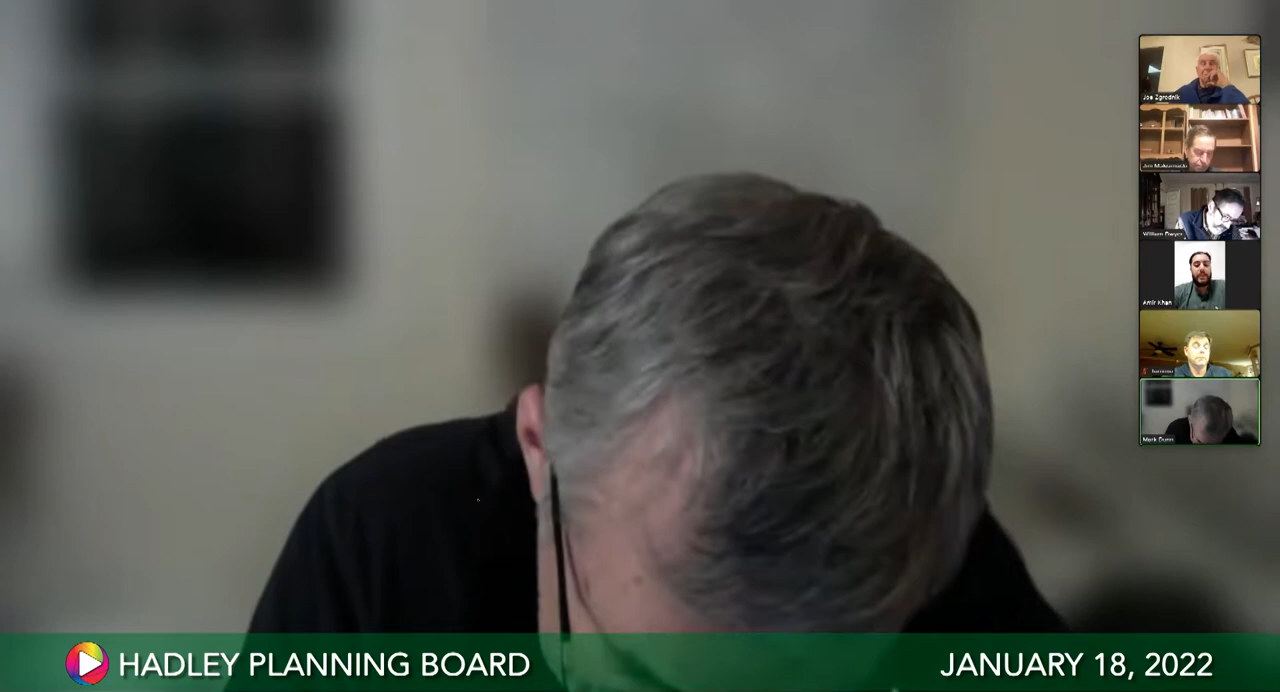 Joe Zgrodnik
William Dwyer
Amir Khan
Mark Dunn
HADLEY PLANNING BOARD
JANUARY 18, 2022